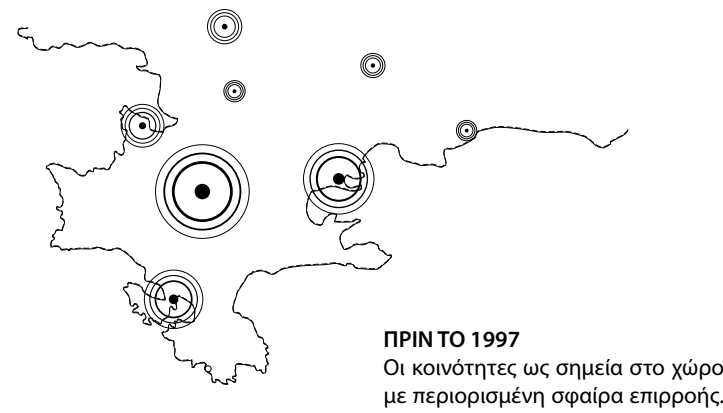 ΠΡΙΝ ΤΟ 1997
Οι κοινότητες ως σημεία στο χώρο
με περιορισμένη σφαίρα επιρροής.